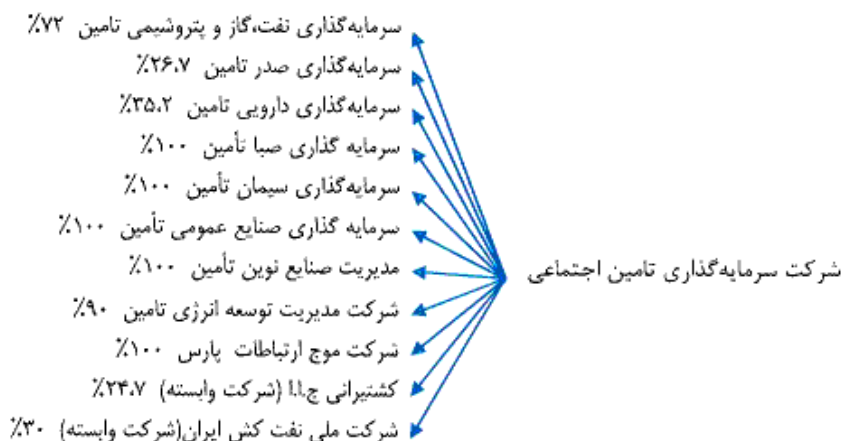 سرمایه‌گذاری نفت،گاز و پتروشیمی تامین ۷۲٪
سرمایه‌گذاری صدر تامین ۲۶.۷٪
سرمایه‌گذاری دارویی تامین ۳۵.۲٪
سرمایه گذاری صبا تأمین ۱۰۰٪
سرمایه‌گذاری سیمان تأمین ۱۰۰٪
سرمایه گذاری صنایع عمومی تأمین ۱۰۰٪
مدیریت صنایع نوین تأمین ۱۰۰٪
شرکت مدیریت توسعه انرژی تامین ۹۰٪
شرکت موج ارتباطات پارس ۱۰۰٪
کشتیرانی ج.ا.ا (شرکت وابسته) ۲۴.۷٪
شرکت ملی نفت کش ایران(شرکت وابسته) ۳۰٪
شرکت سرمایه‌گذاری تامین اجتماعی